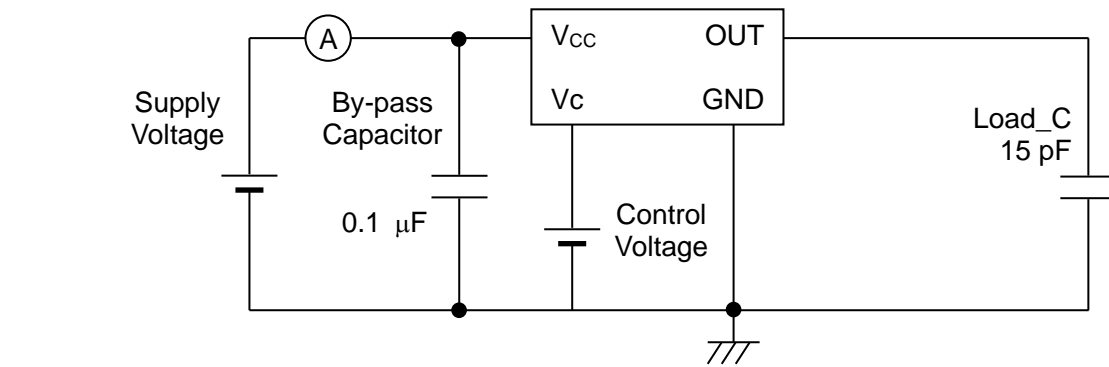 A
VCC
OUT
Vc
GND
Supply
Voltage
By-pass
Capacitor
0.1 μF
Control
Voltage
Load_C
15 pF